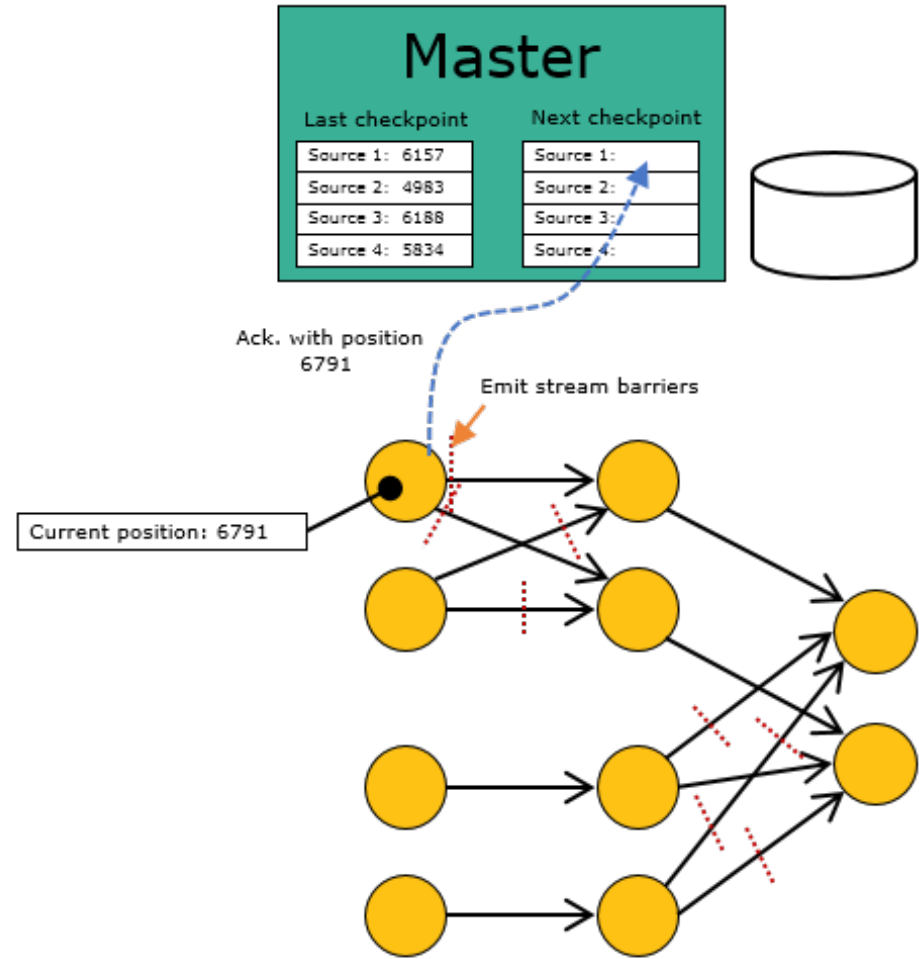 Master
Last checkpoint
Source 1: 6157
Source 2: 4983
Source 3: 6188
Source 4: 5834
Next checkpoint
Source 1:
Source 2:
Source 3:
Source 4:
Ack. with position
6791
Emit stream barriers
Current position: 6791